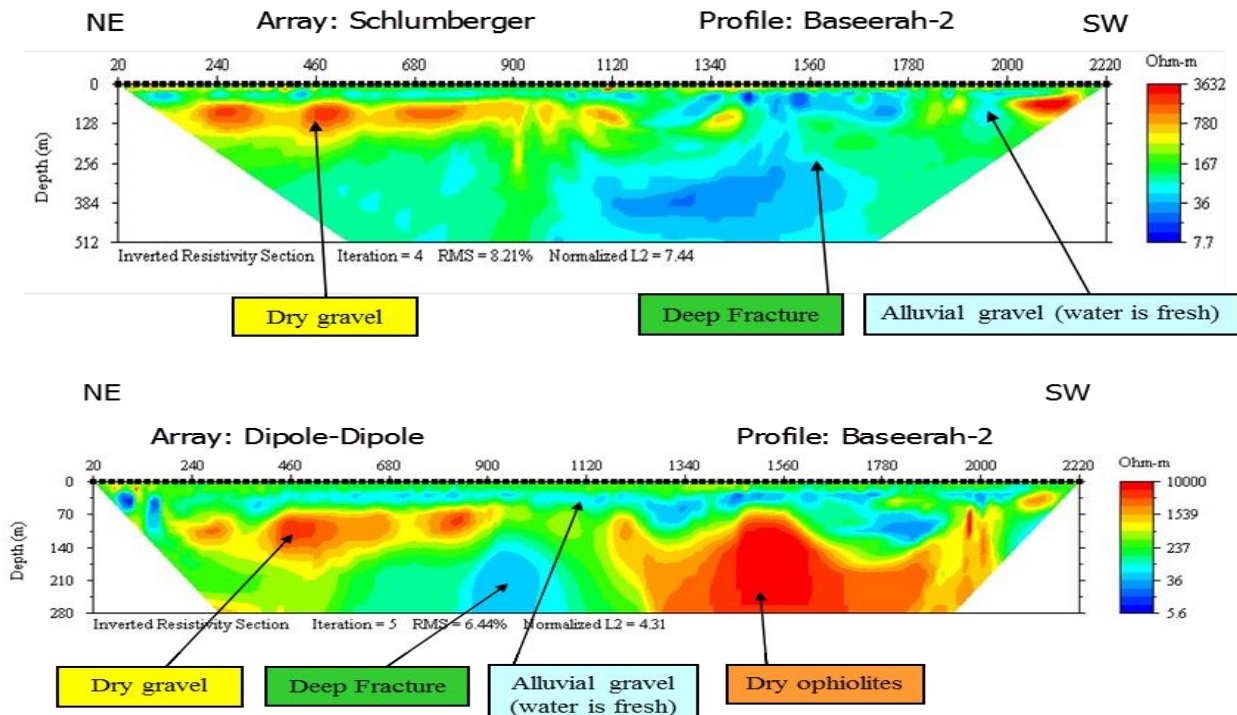 NE Array: Schlumberger Profile: Baseerah-2 SW
Ohm-m
20 240 460 680 900 1120 1340 1560 1780 2000 2220
Depth (m)
0
128
256
384
512
3632
780
167
36
7.7
Inverted Resistivity Section Iteration = 4 RMS = 8.21% Normalized L2 = 7.44
Dry gravel
Deep Fracture
Alluvial gravel (water is fresh)
NE SW
Array: Dipole-Dipole Profile: Baseerah-2
Ohm-m
20 240 460 680 900 1120 1340 1560 1780 2000 2220
Depth (m)
0
70
140
210
280
10000
1539
237
36
5.6
Inverted Resistivity Section Iteration = 5 RMS = 6.44% Normalized L2 = 4.31
Dry gravel
Deep Fracture
Alluvial gravel
(water is fresh)
Dry ophiolites